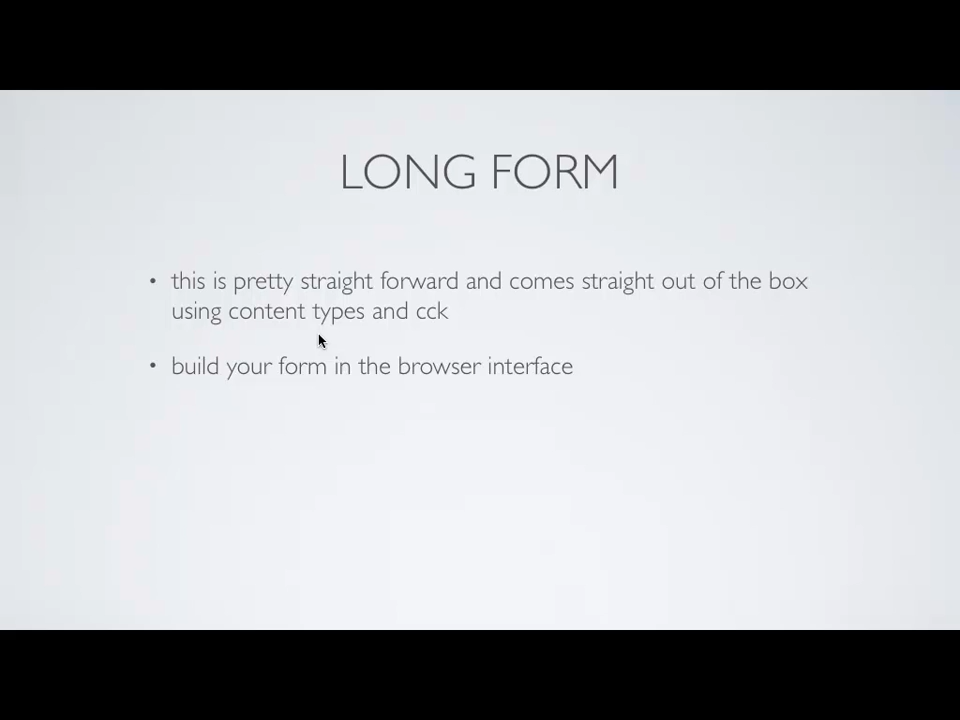 LONG FORM
• this is pretty straight forward and comes straight out of the box
using content types and cck
• build your form in the browser interface